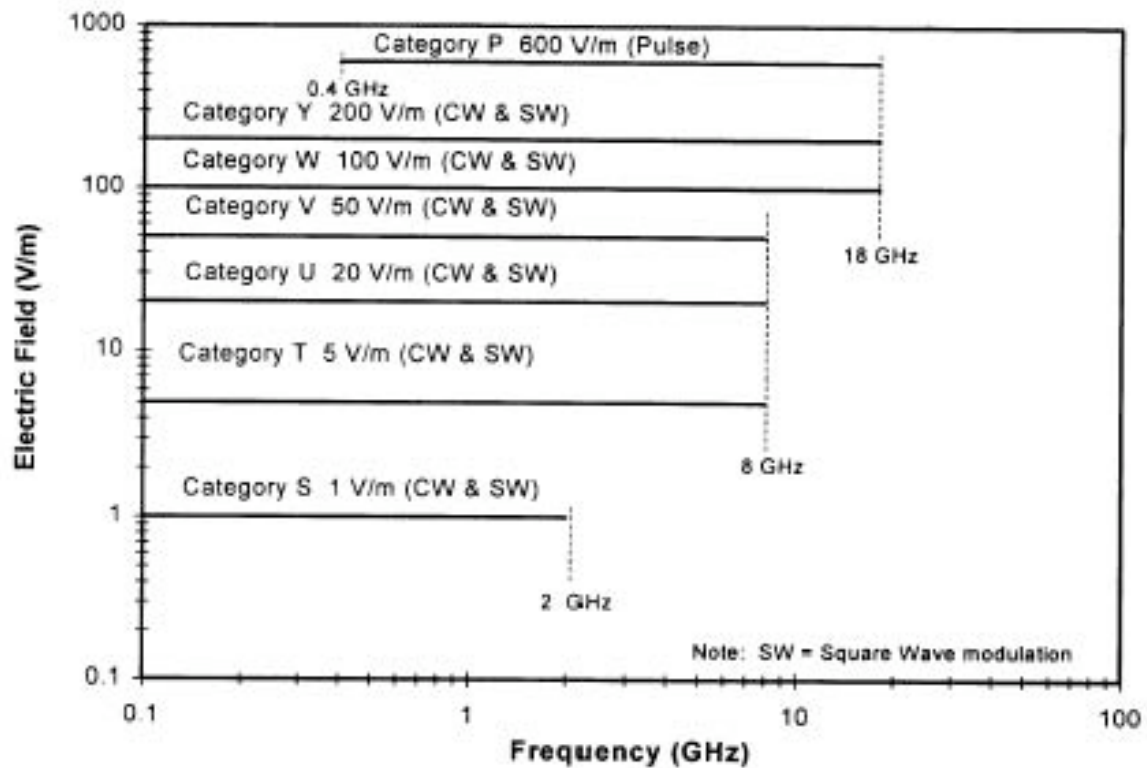 1000
Category P 600 V/m (Pulse)
0.4 GHz
Category Y 200 V/m (CW & SW)
Category W 100 V/m (CW & SW)
100
Category V 50 V/m (CW & SW)
18 GHz
Category U 20 V/m (CW & SW)
10
Category T 5 V/m (CW & SW)
8 GHz
Category S 1 V/m (CW & SW)
1
2 GHz
Note: SW = Square Wave modulation
0.1
0.1
1
10
100
Frequency (GHz)
Electric Field (V/m)